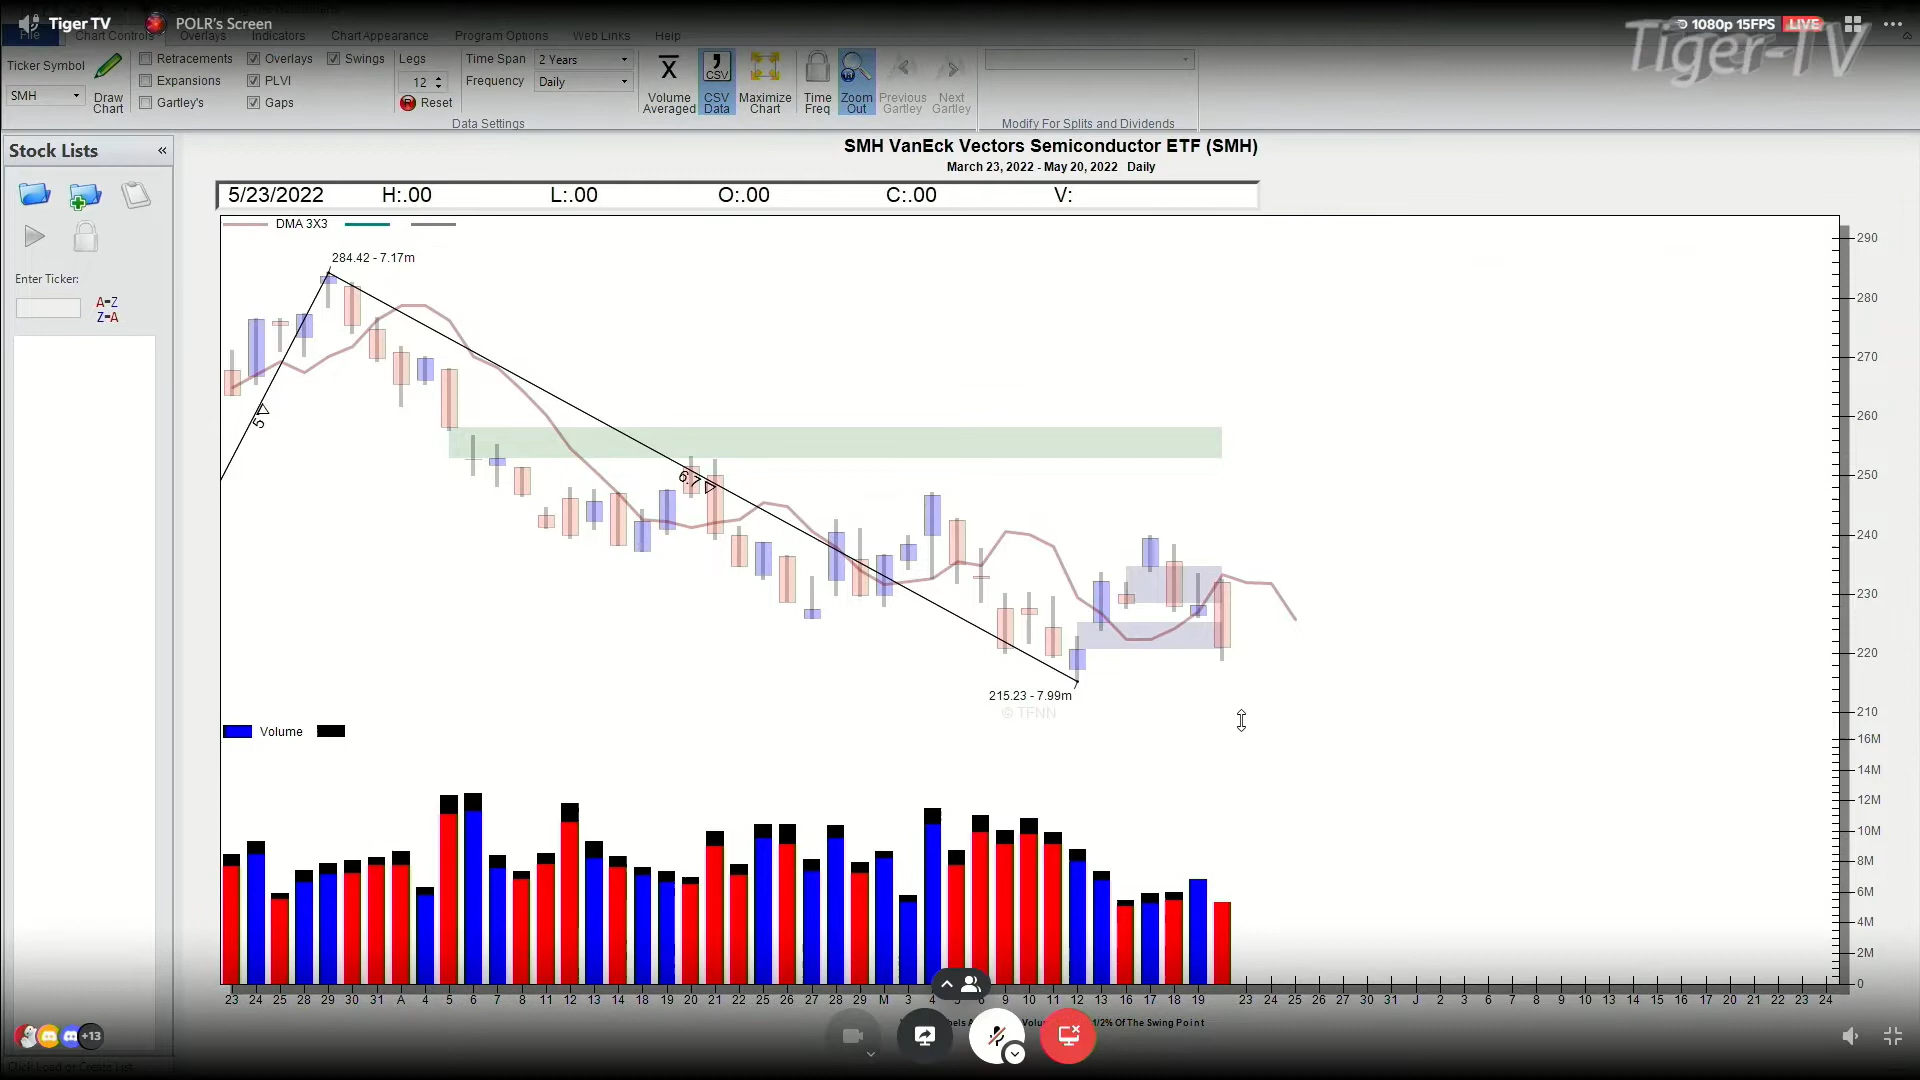 Tiger TV
POLR's Screen
1080p 15FPS LIVE
Tiger-TV
File
Chart Controls
Overlays
Indicators
Chart Appearance
Program Options
Web Links
Help
Ticker Symbol
SMH
Draw Chart
Retracements
Expansions
Gartley's
Overlays
PLVI
Gaps
Swings
Legs
12
Reset
Time Span 2 Years
Frequency Daily
Data Settings
Volume Averaged
CSV Data
Maximize Chart
Time Freq
Zoom Out
Previous Gartley
Next Gartley
Modify For Splits and Dividends
Stock Lists «
Enter Ticker:
A=Z
Z=A
SMH VanEck Vectors Semiconductor ETF (SMH)
March 23, 2022 - May 20, 2022 Daily
5/23/2022 H:.00 L:.00 O:.00 C:.00 V:
DMA 3X3
284.42 - 7.17m
5
6.7
215.23 - 7.99m
© TFNN
290
280
270
260
250
240
230
220
210
Volume
16M
14M
12M
10M
8M
6M
4M
2M
0
23 24 25 28 29 30 31 A 4 5 6 7 8 11 12 13 14 18 19 20 21 22 25 26 27 28 29 M 3 4 5 6 9 10 11 12 13 16 17 18 19 23 24 25 26 27 31 J 2 3 6 7 8 9 10 13 14 15 16 17 20 21 22 23 24
1/2% Of The Swing Point
+13
Click Load or Create List